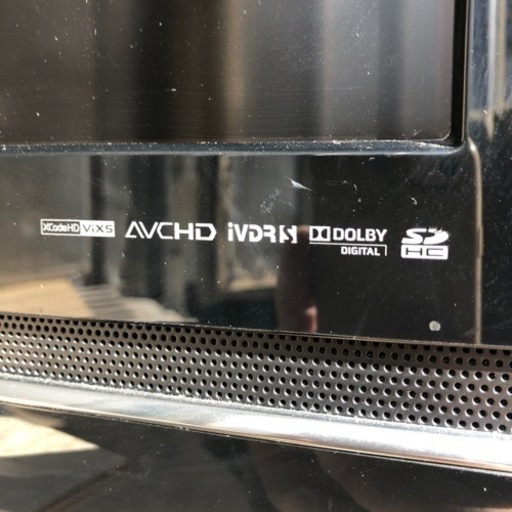 XCodeHD ViXS AVCHD iVDR S DOLBY DIGITAL SD HC